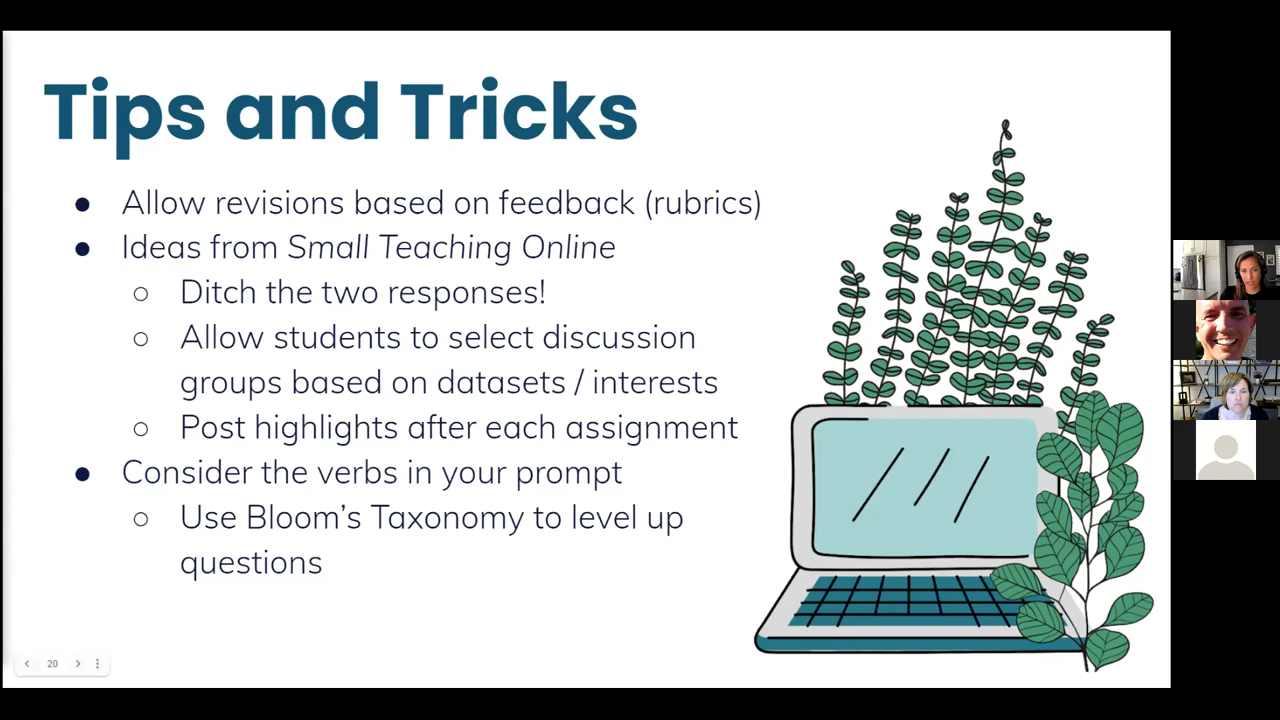 Tips and Tricks
● Allow revisions based on feedback (rubrics)
● Ideas from Small Teaching Online
○ Ditch the two responses!
○ Allow students to select discussion
groups based on datasets / interests
○ Post highlights after each assignment
● Consider the verbs in your prompt
○ Use Bloom's Taxonomy to level up
questions
20